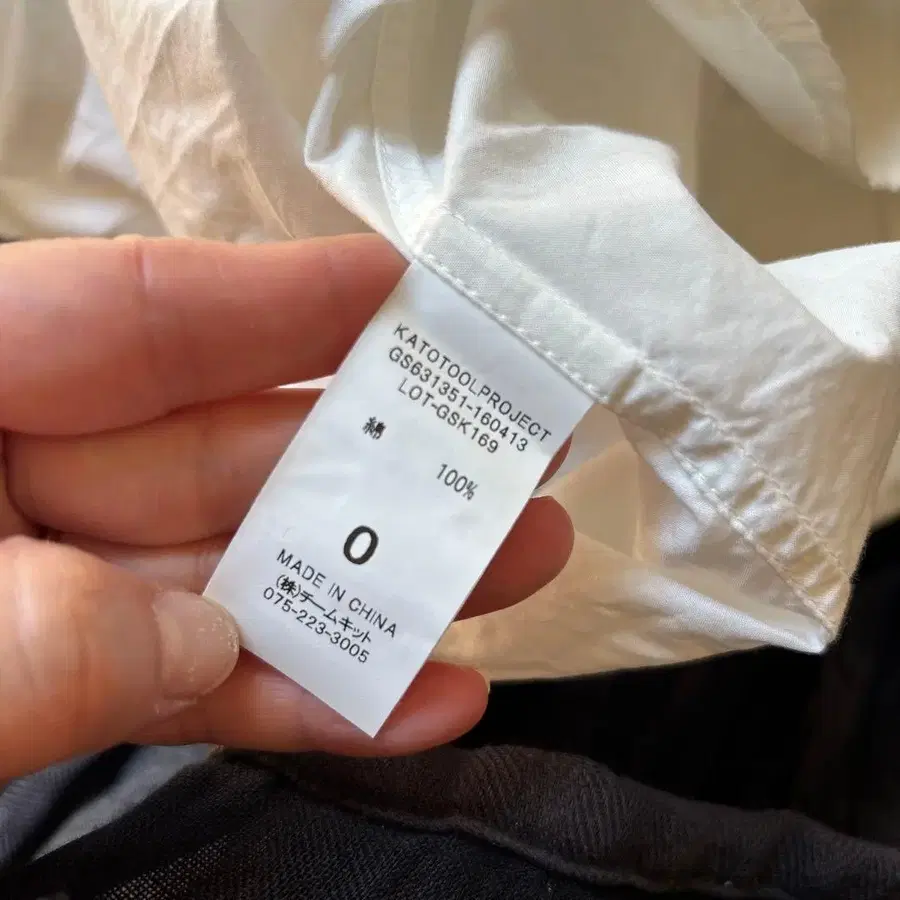 KATOTOOLPROJECT
GS631351-160413
LOT-GSK169
綿
100%
0
MADE IN CHINA
(株)チームキット
075-223-3005